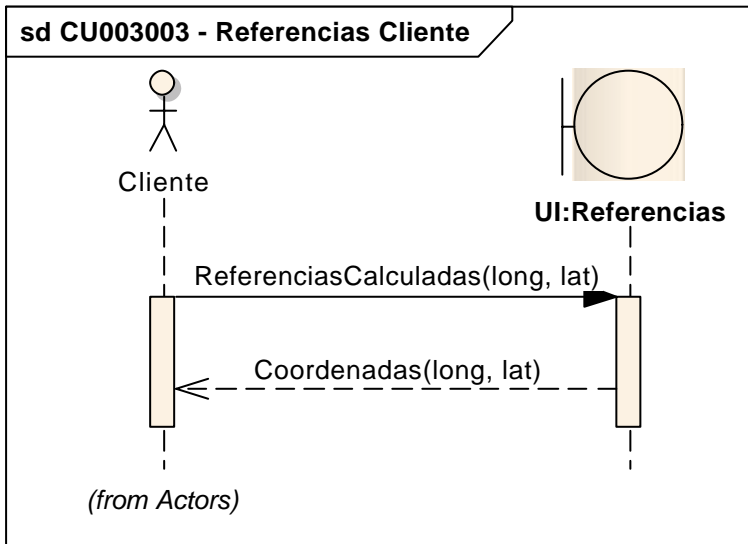 sd CU003003 - Referencias Cliente
Cliente
UI:Referencias
ReferenciasCalculadas(long, lat)
Coordenadas(long, lat)
(from Actors)